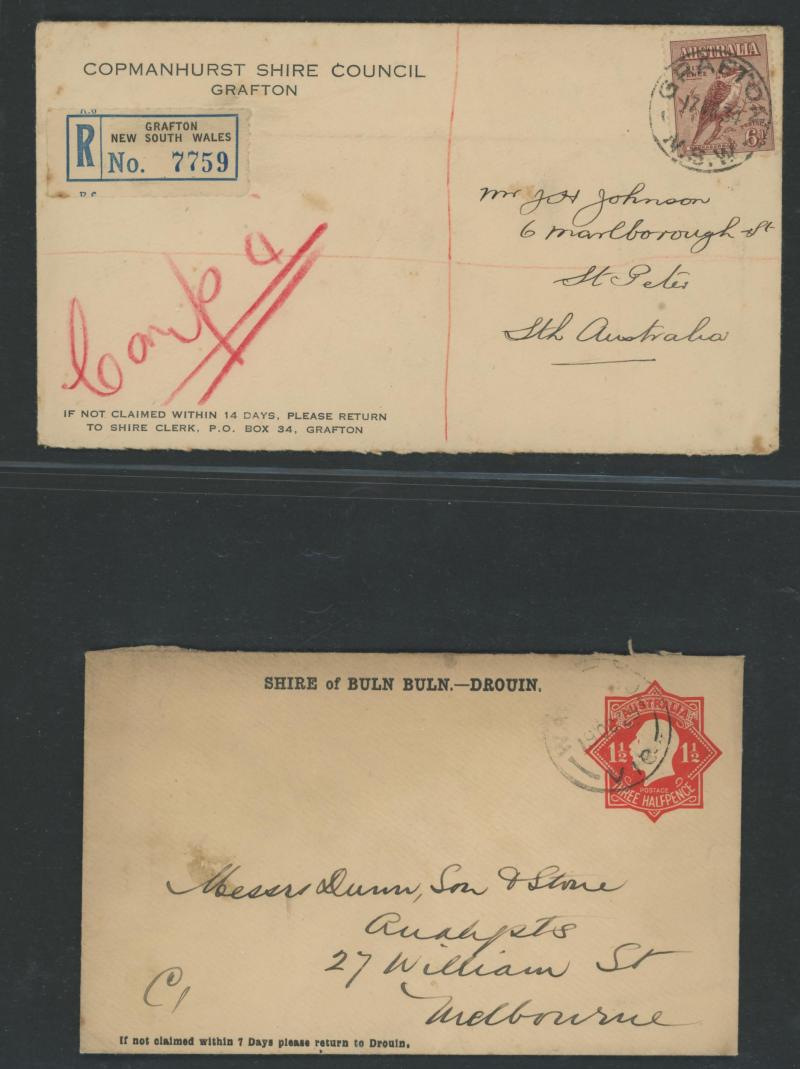 COPMANHURST SHIRE COUNCIL
GRAFTON
R
GRAFTON
NEW SOUTH WALES
No. 7759
AUSTRALIA
6D
GRAFTON
34
N.S.W
Mr J H Johnson
6 Marlborough St
St Peter
Sth Australia
IF NOT CLAIMED WITHIN 14 DAYS, PLEASE RETURN
TO SHIRE CLERK, P.O. BOX 34, GRAFTON
SHIRE of BULN BULN.—DROUIN.
AUSTRALIA
1½ 1½
POSTAGE
THREE HALFPENCE
VIC
Messrs Dunn, Son & Stone
Analysts
27 William St
Melbourne
C1
If not claimed within 7 Days please return to Drouin.